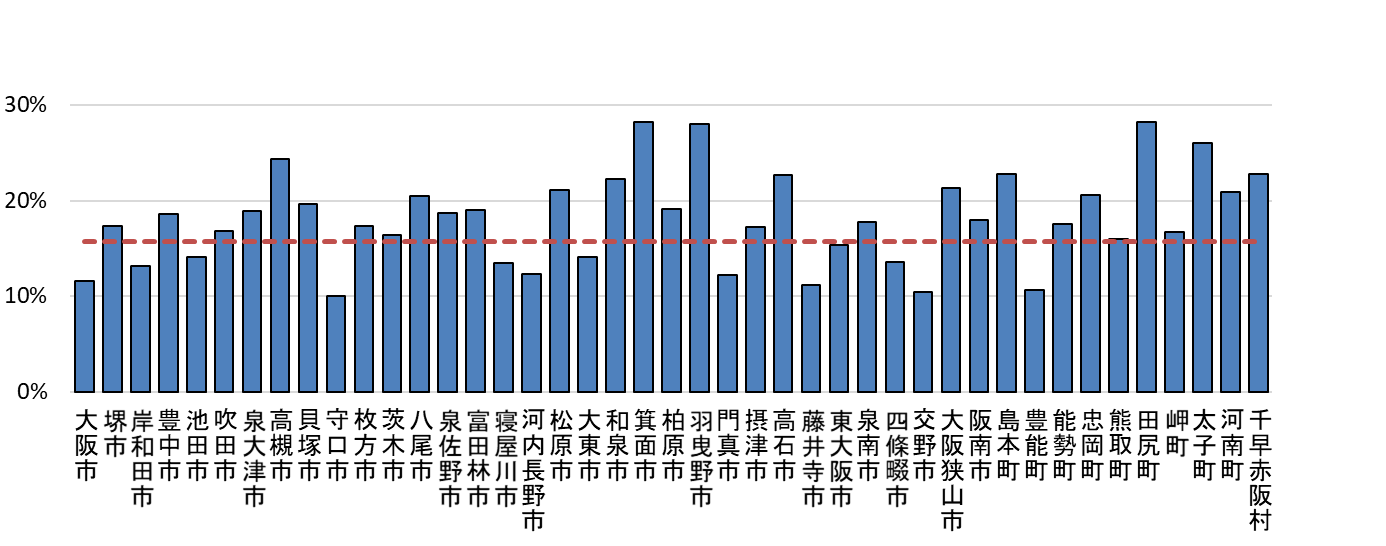 30%
20%
10%
0%
大阪市
堺市
岸和田市
豊中市
池田市
吹田市
泉大津市
高槻市
貝塚市
守口市
枚方市
茨木市
八尾市
泉佐野市
富田林市
寝屋川市
河内長野市
松原市
大東市
和泉市
箕面市
柏原市
羽曳野市
門真市
摂津市
高石市
藤井寺市
東大阪市
泉南市
四條畷市
交野市
大阪狭山市
阪南市
島本町
豊能町
能勢町
忠岡町
熊取町
田尻町
岬町
太子町
河南町
千早赤阪村